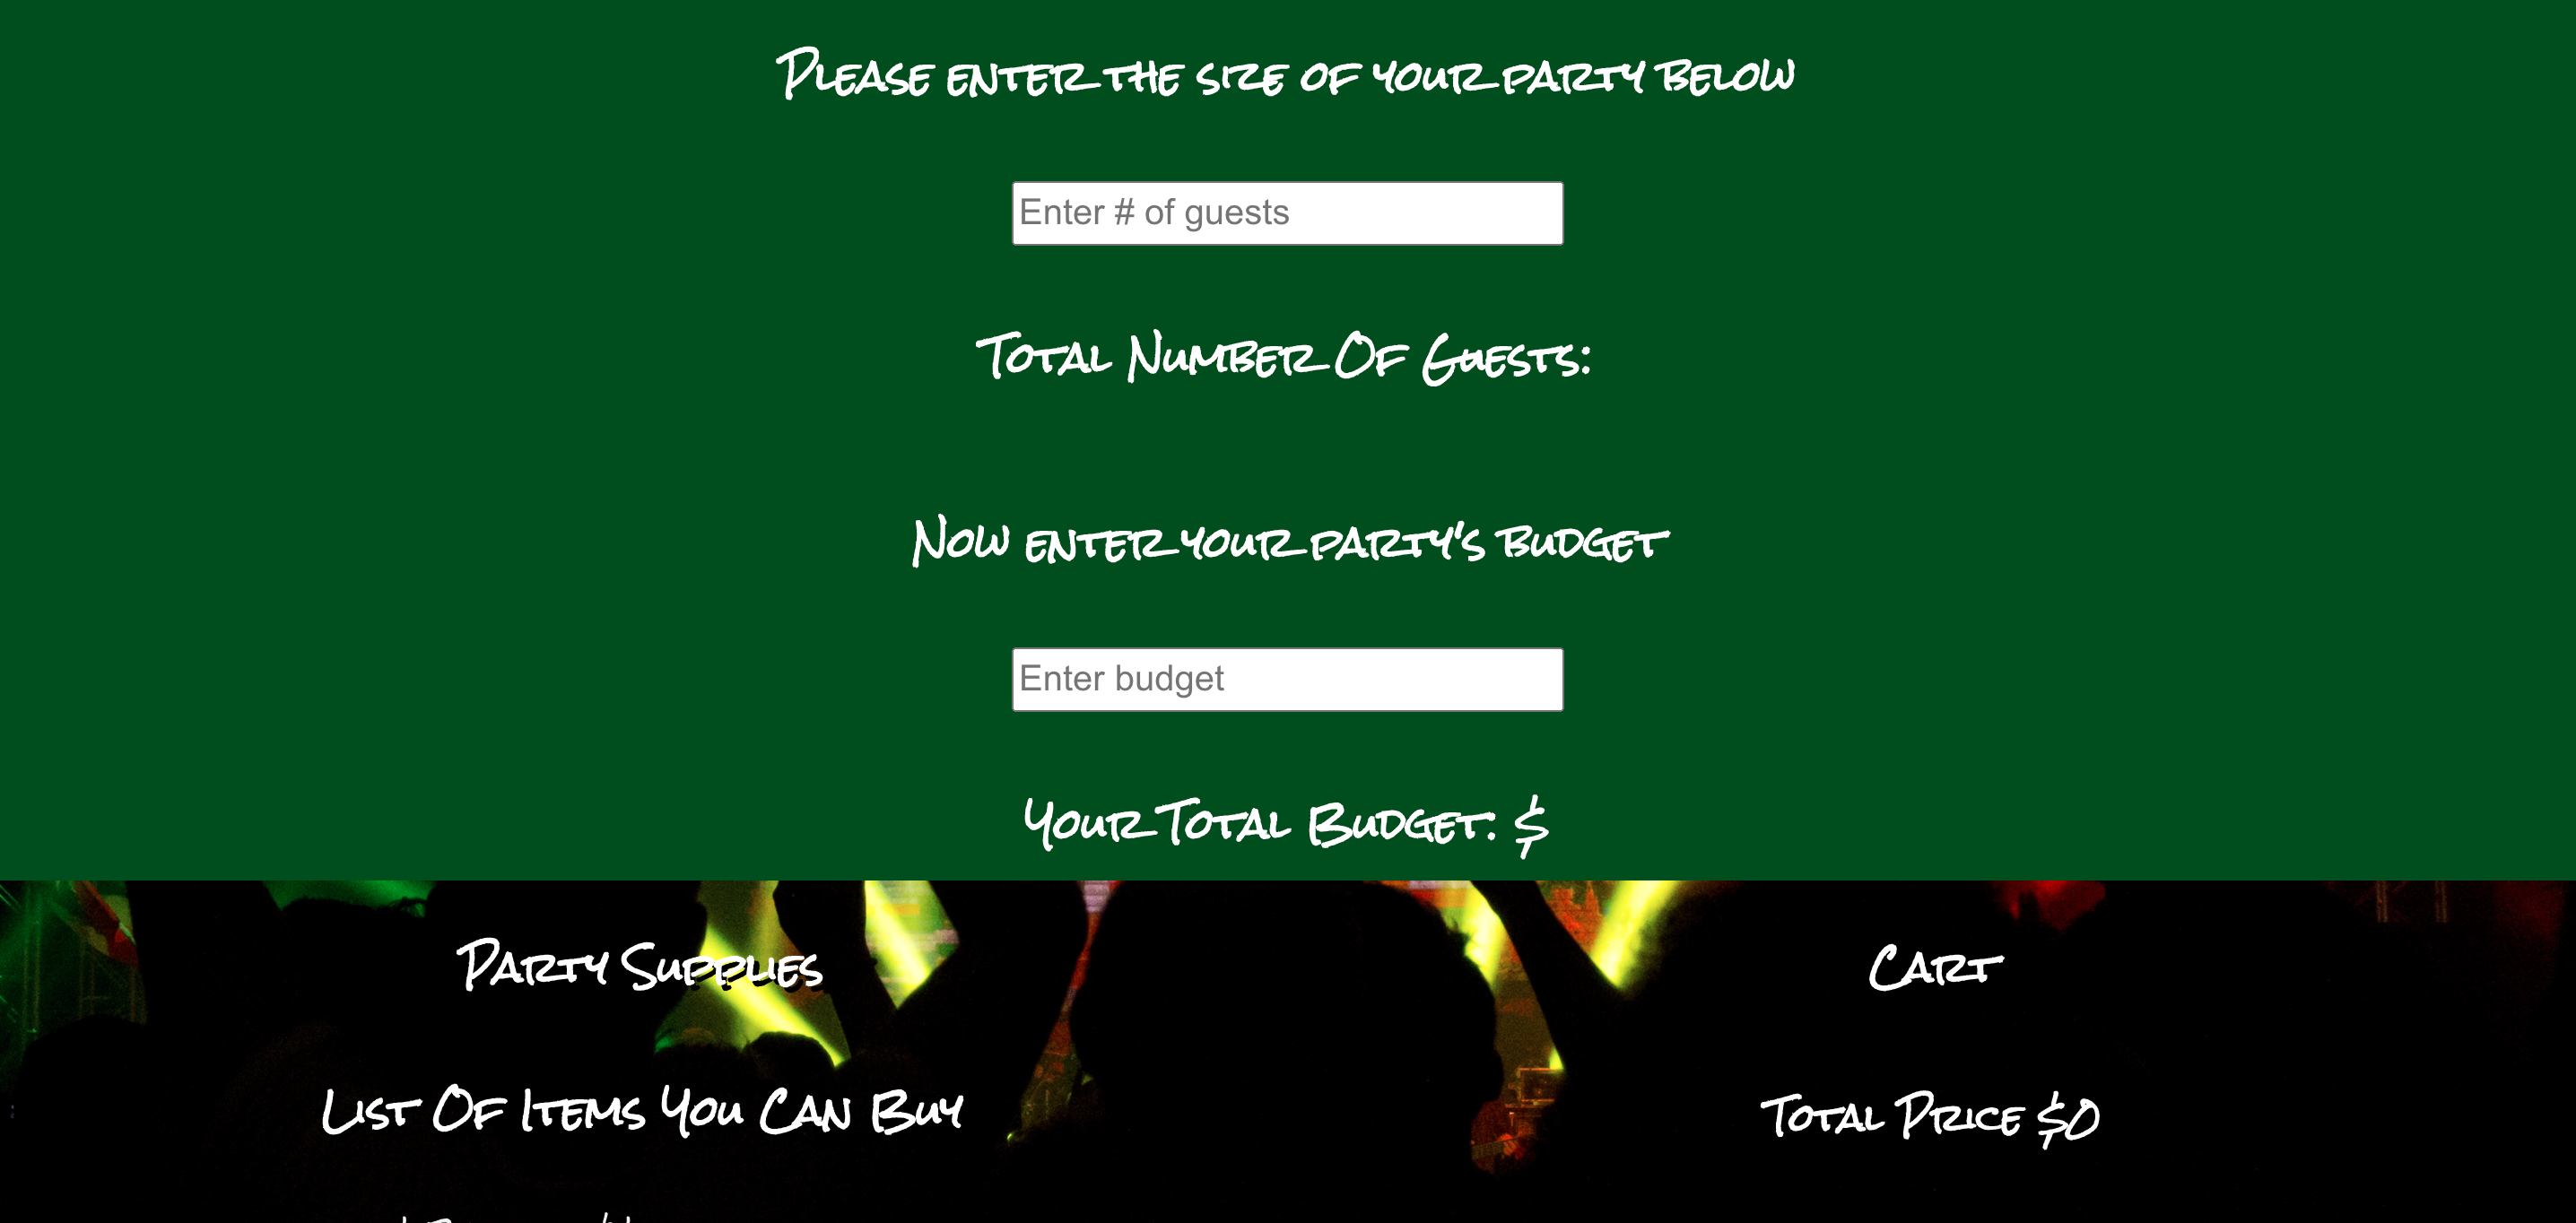 Please enter the size of your party below
Enter # of guests
Total Number Of Guests:
Now enter your party's budget
Enter budget
Your Total Budget: $
Party Supplies
Cart
List Of Items You Can Buy
Total Price $0